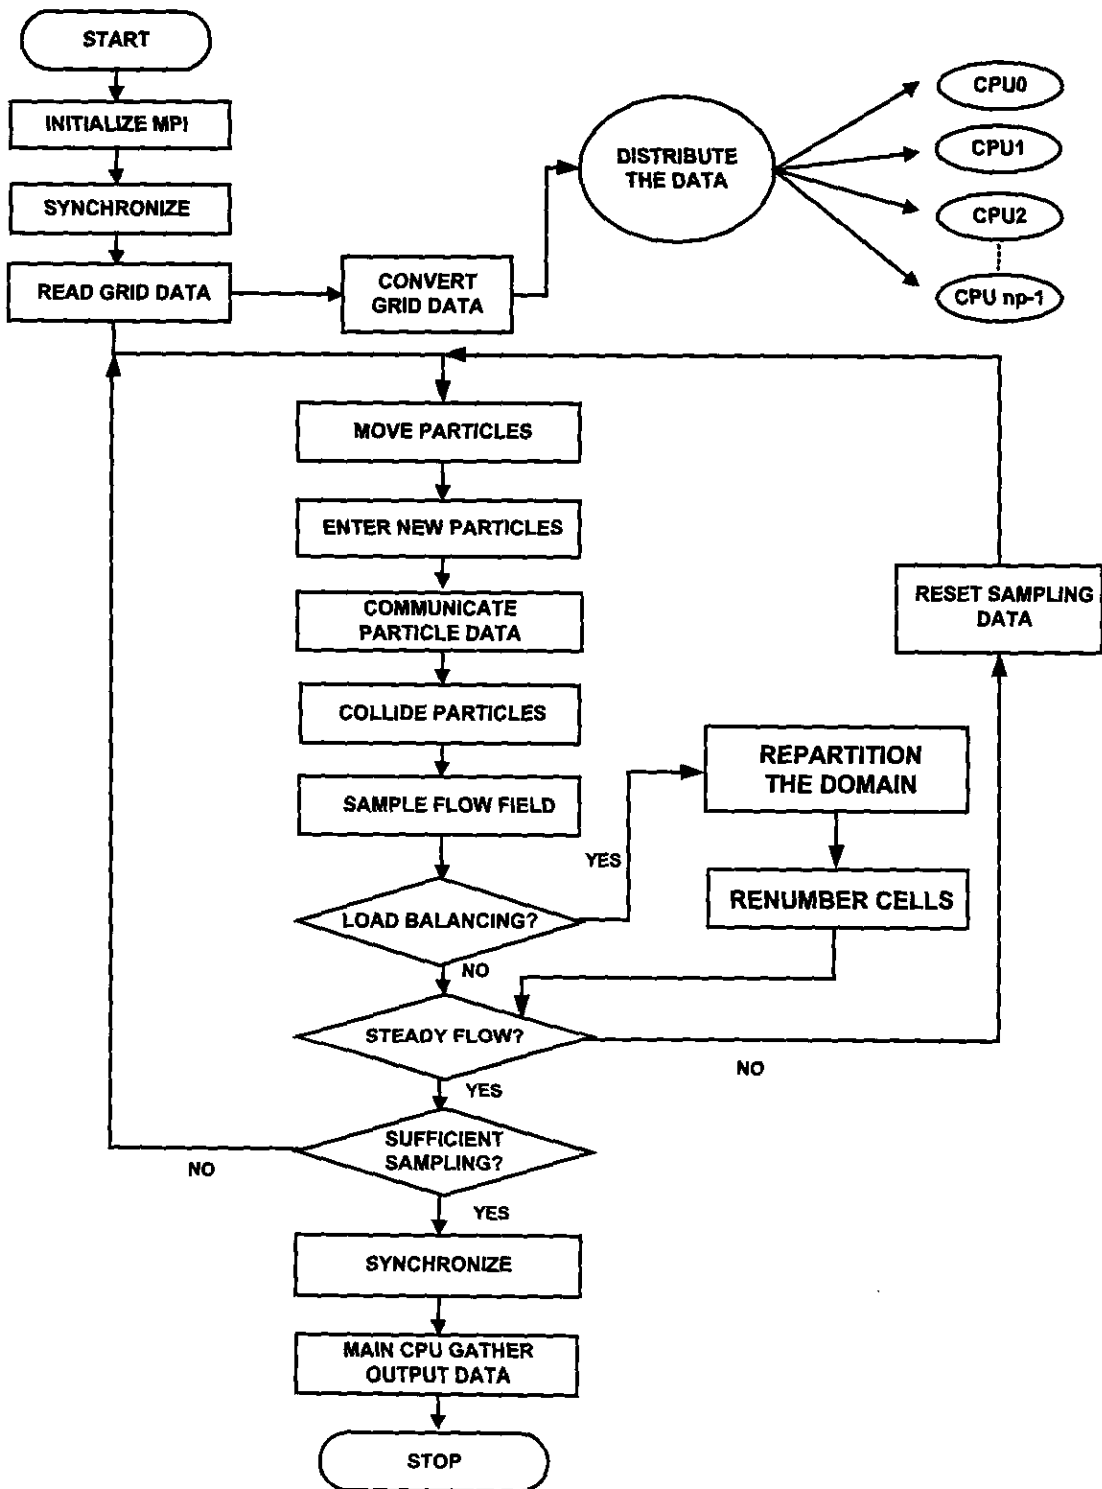 START
INITIALIZE MPI
SYNCHRONIZE
READ GRID DATA
CONVERT
GRID DATA
DISTRIBUTE
THE DATA
CPU0
CPU1
CPU2
CPU np-1
MOVE PARTICLES
ENTER NEW PARTICLES
COMMUNICATE
PARTICLE DATA
COLLIDE PARTICLES
SAMPLE FLOW FIELD
LOAD BALANCING?
YES
REPARTITION
THE DOMAIN
RENUMBER CELLS
RESET SAMPLING
DATA
NO
STEADY FLOW?
NO
YES
SUFFICIENT
SAMPLING?
NO
YES
SYNCHRONIZE
MAIN CPU GATHER
OUTPUT DATA
STOP